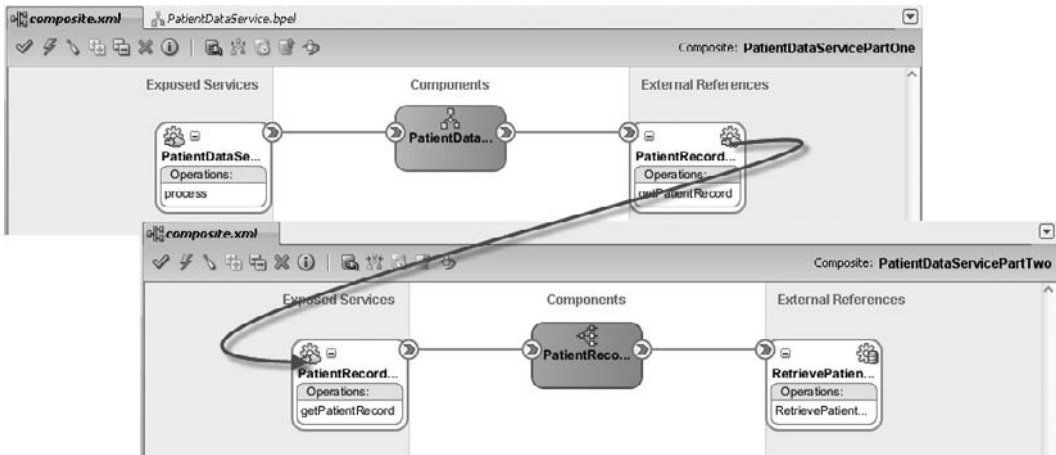 composite.xml PatientDataService.bpel
Composite: PatientDataServicePartOne
Exposed Services Components External References
PatientDataSe...
Operations:
process
PatientData...
PatientRecord...
Operations:
getPatientRecord
composite.xml
Composite: PatientDataServicePartTwo
Exposed Services Components External References
PatientRecord...
Operations:
getPatientRecord
PatientReco...
RetrievePatien...
Operations:
RetrievePatient...